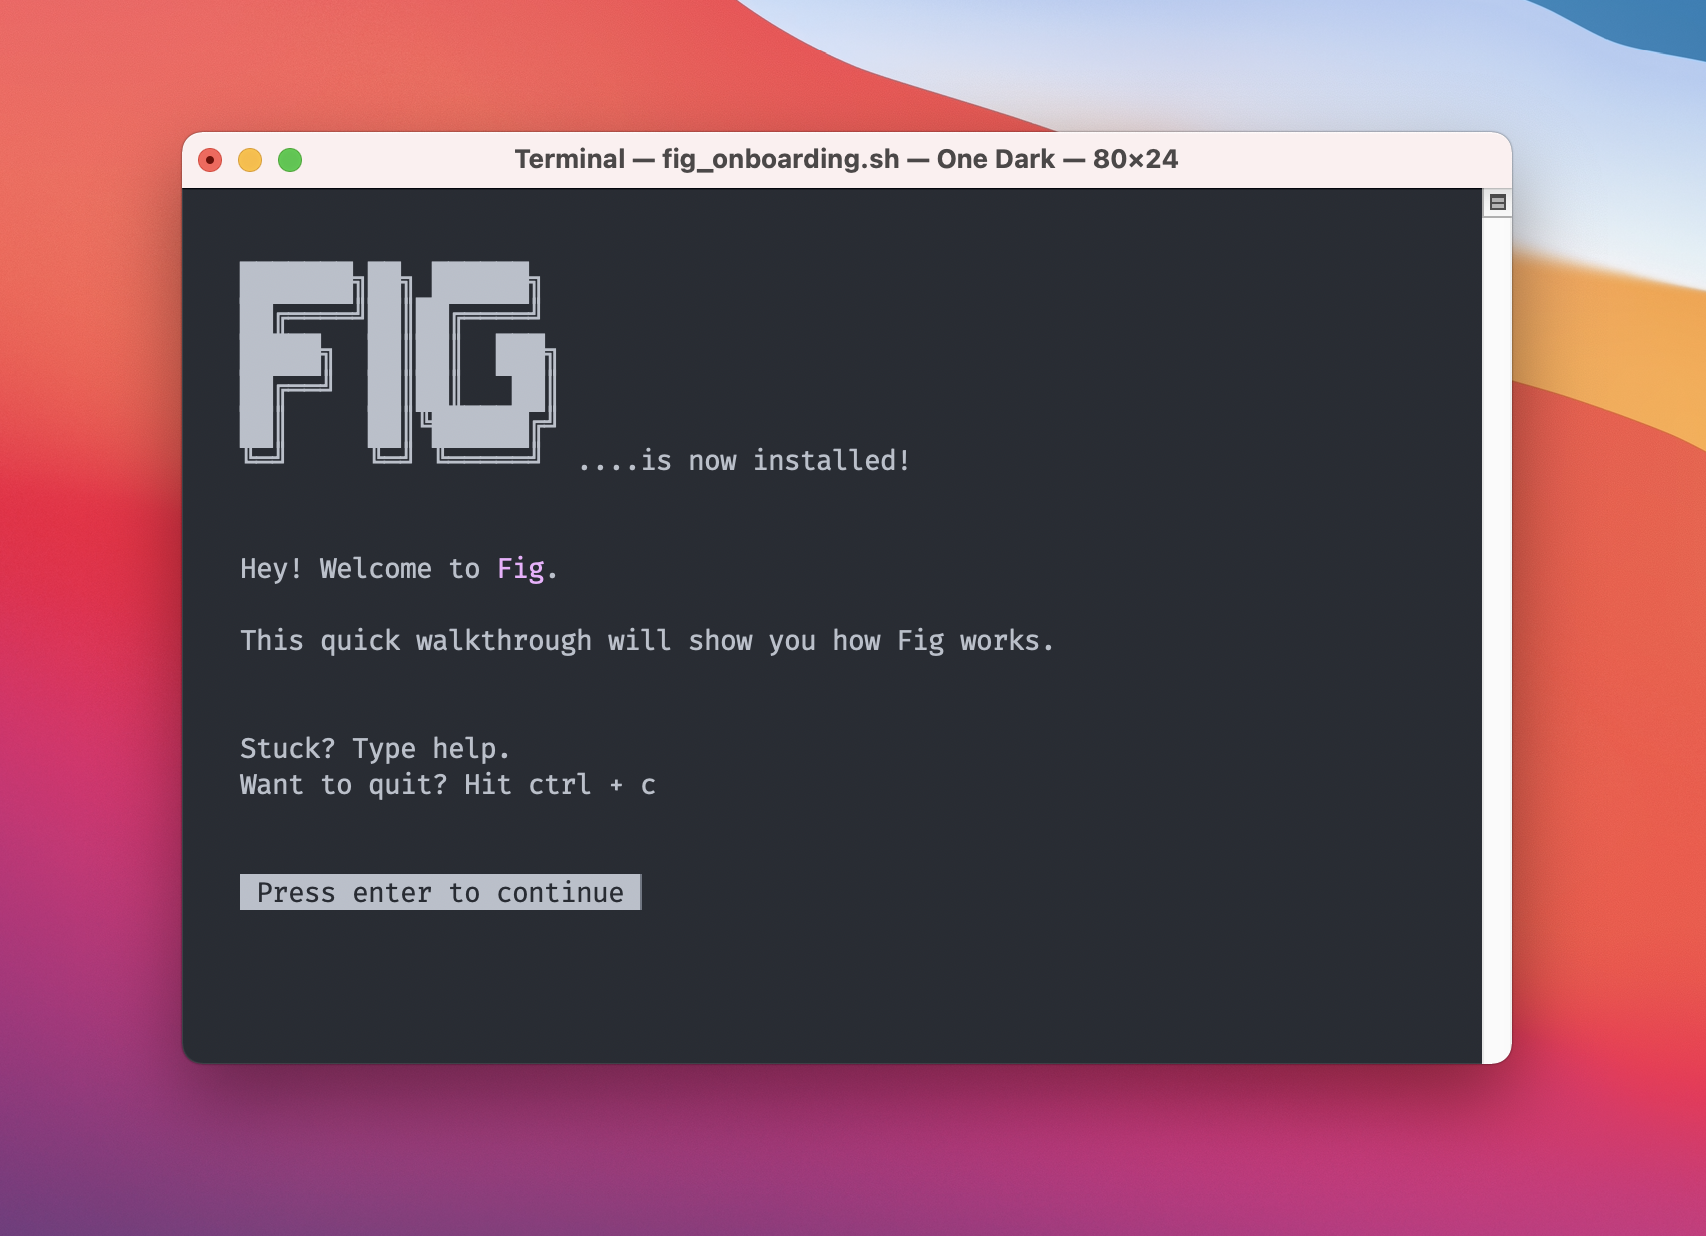 Terminal — fig_onboarding.sh — One Dark — 80×24
FIG
....is now installed!
Hey! Welcome to Fig.
This quick walkthrough will show you how Fig works.
Stuck? Type help.
Want to quit? Hit ctrl + c
Press enter to continue